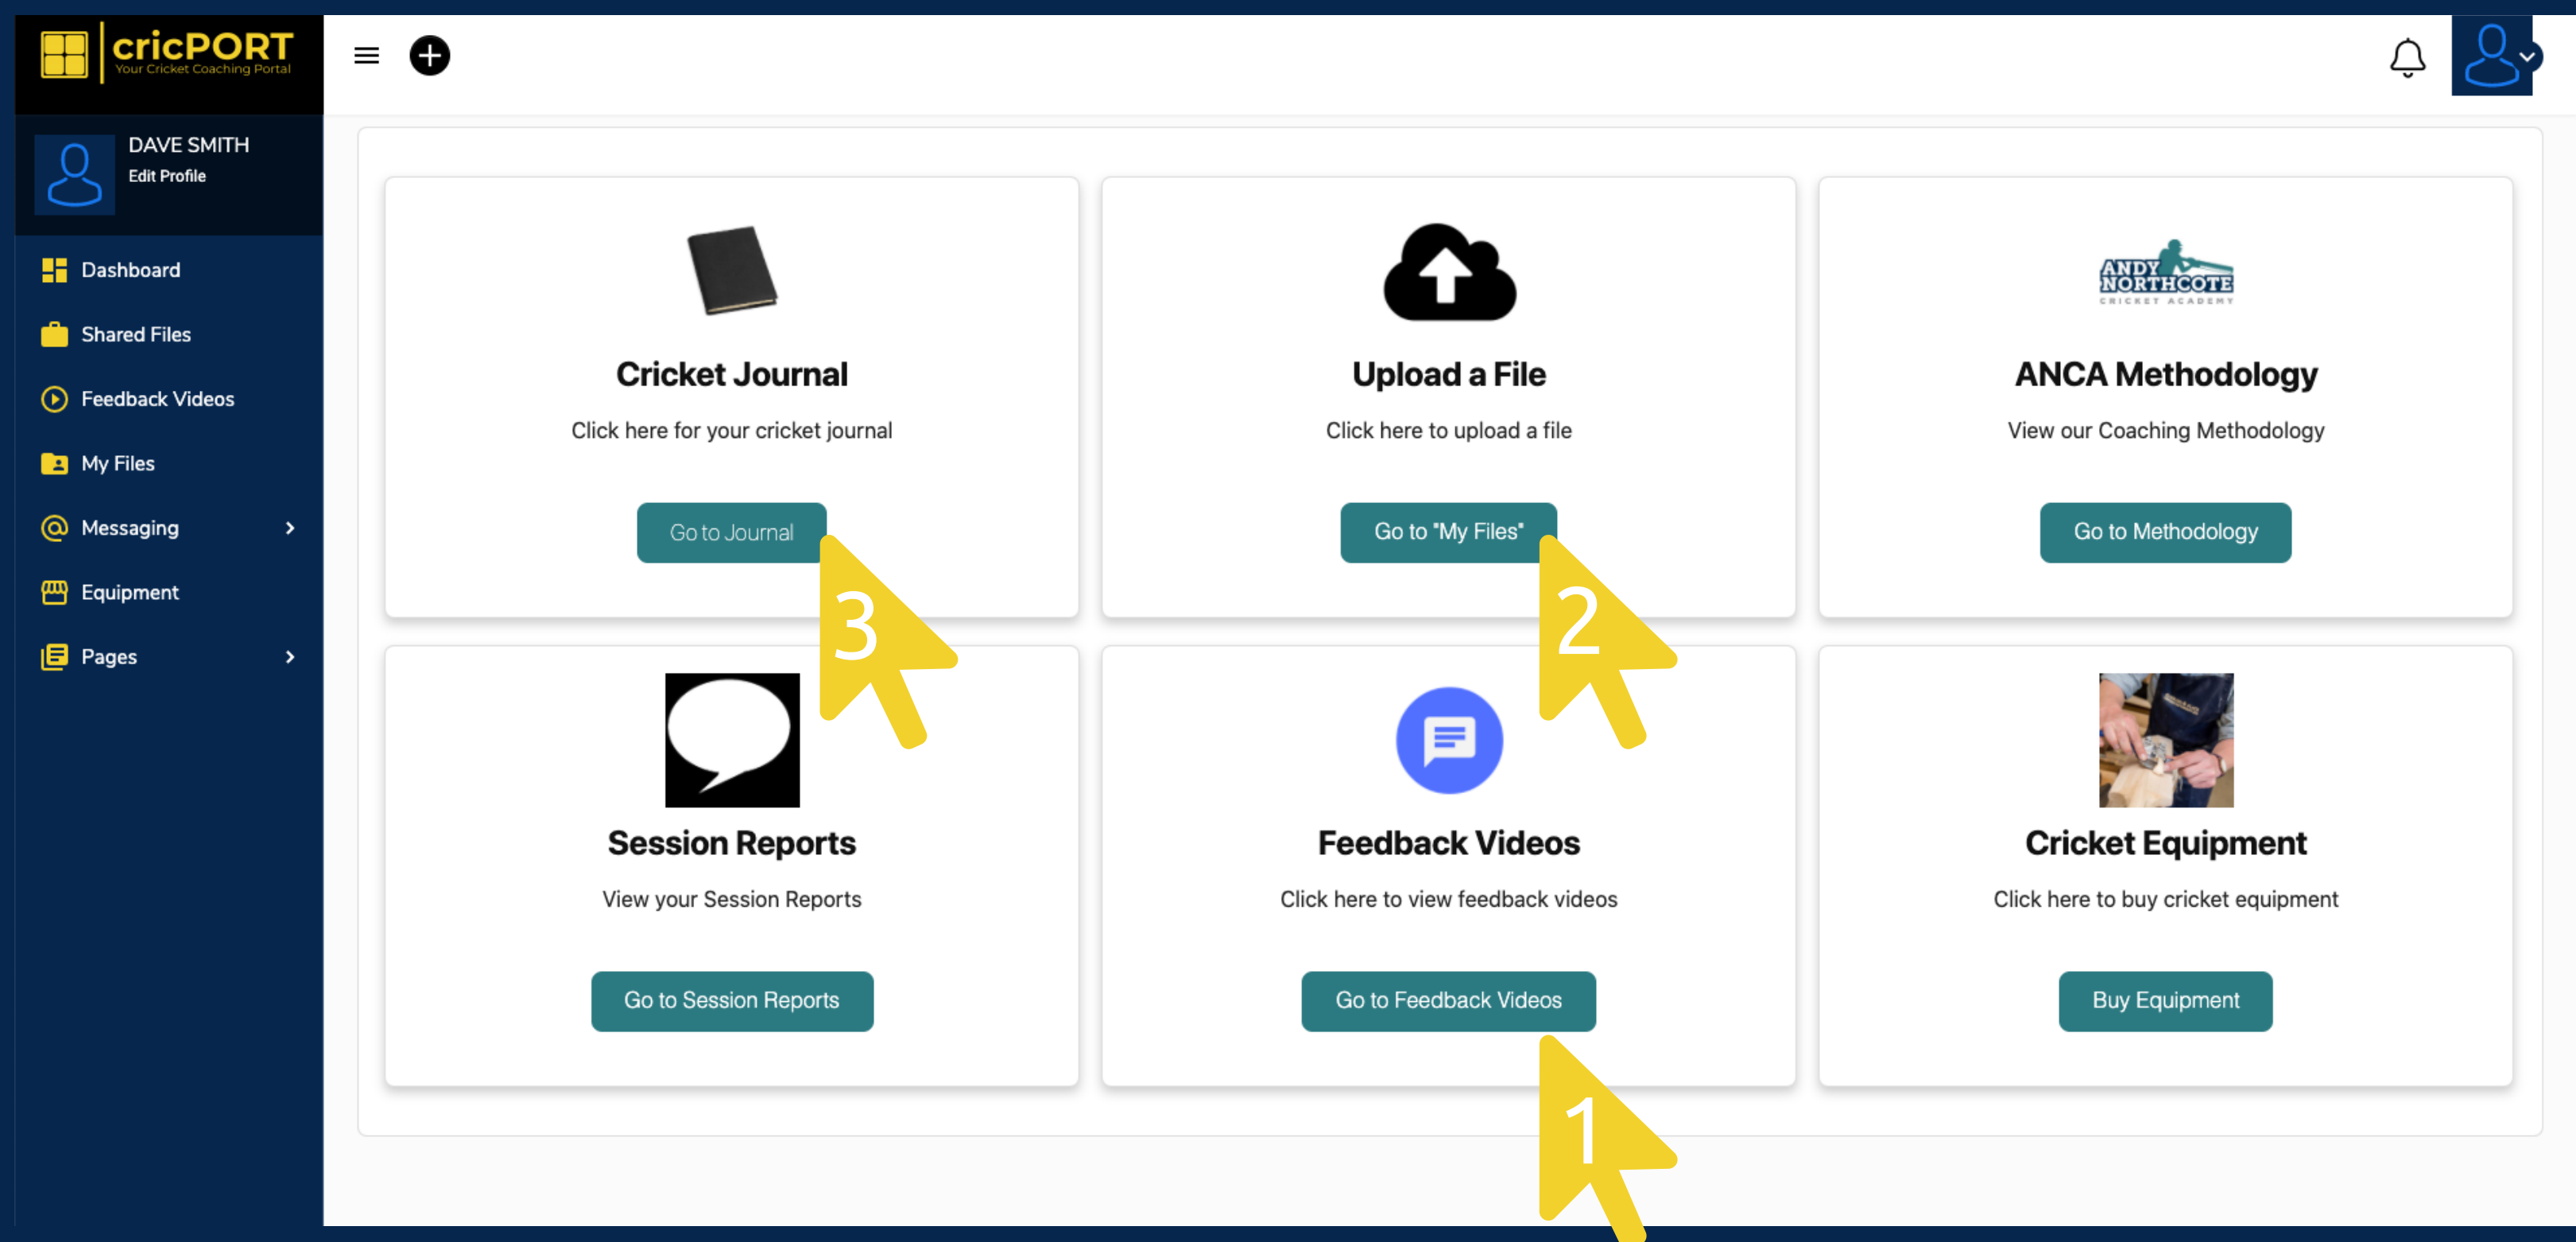 cricPORT
Your Cricket Coaching Portal
DAVE SMITH
Edit Profile
Dashboard
Shared Files
Feedback Videos
My Files
Messaging
Equipment
Pages
Cricket Journal
Click here for your cricket journal
Go to Journal
3
Upload a File
Click here to upload a file
Go to "My Files"
2
ANDY
NORTHCOTE
CRICKET ACADEMY
ANCA Methodology
View our Coaching Methodology
Go to Methodology
Session Reports
View your Session Reports
Go to Session Reports
Feedback Videos
Click here to view feedback videos
Go to Feedback Videos
1
Cricket Equipment
Click here to buy cricket equipment
Buy Equipment